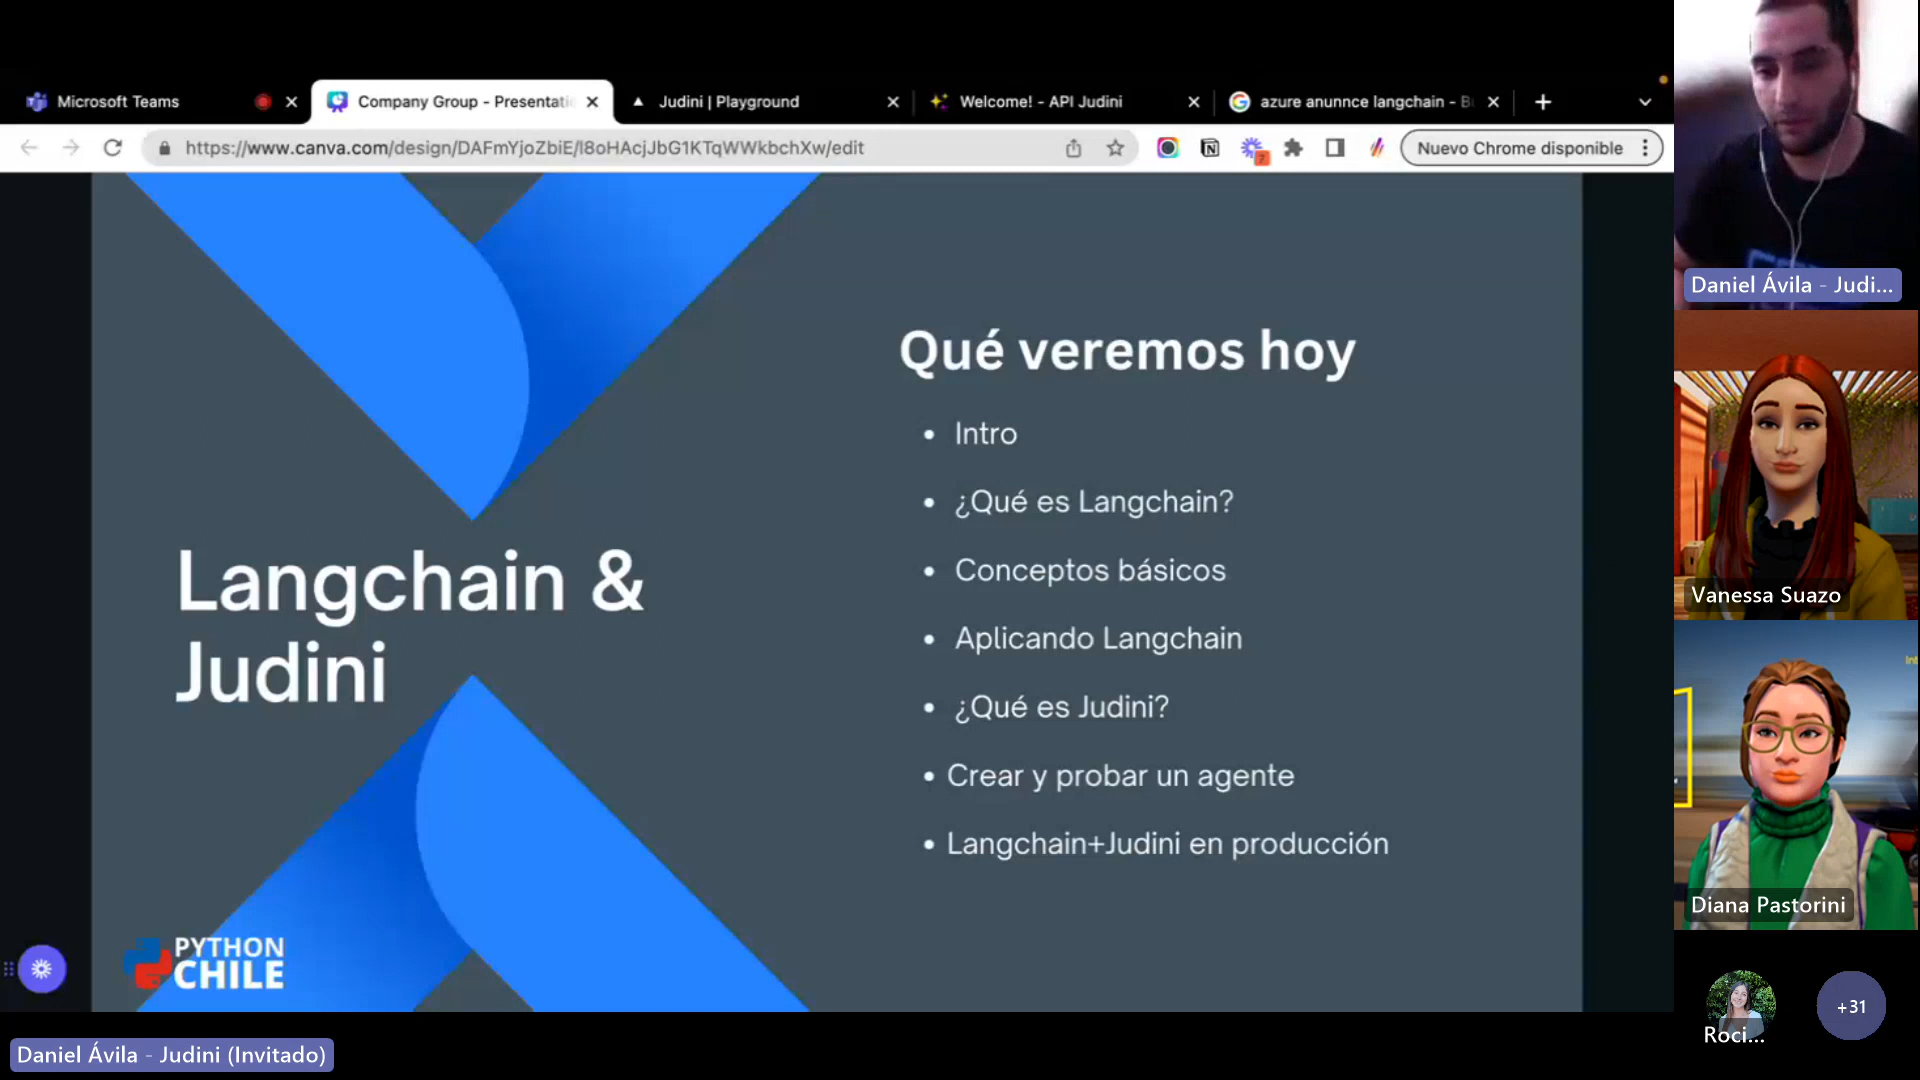 Microsoft Teams
Company Group - Presentati
Judini | Playground
Welcome! - API Judini
azure anunnce langchain - B
https://www.canva.com/design/DAFmYjoZbiE/l8oHAcjJbG1KTqWWkbchXw/edit
7
Nuevo Chrome disponible
Langchain &
Judini
Qué veremos hoy
• Intro
• ¿Qué es Langchain?
• Conceptos básicos
• Aplicando Langchain
• ¿Qué es Judini?
• Crear y probar un agente
• Langchain+Judini en producción
PYTHON
CHILE
Daniel Ávila - Judini (Invitado)
Daniel Ávila - Judi...
Vanessa Suazo
Diana Pastorini
Roci...
+31